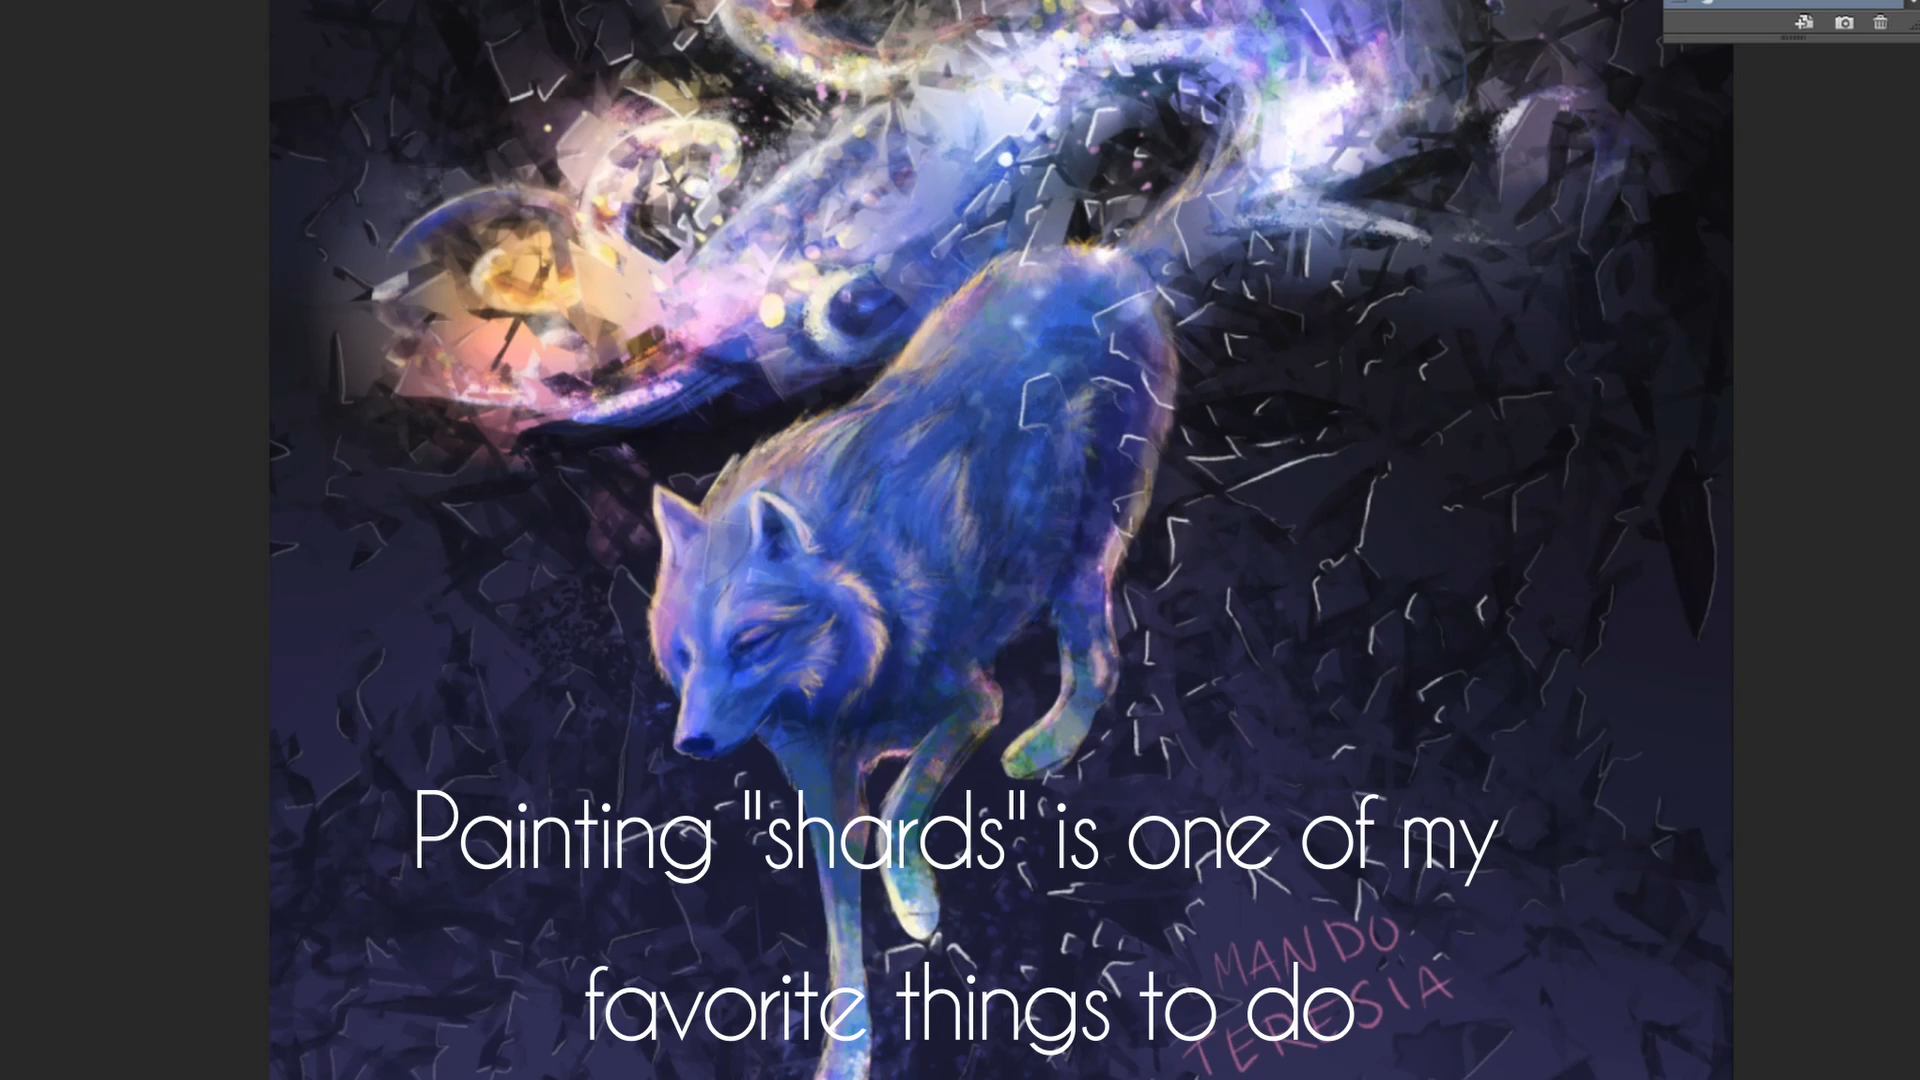 Painting "shards" is one of my
favorite things to do
MANDO
TERESIA